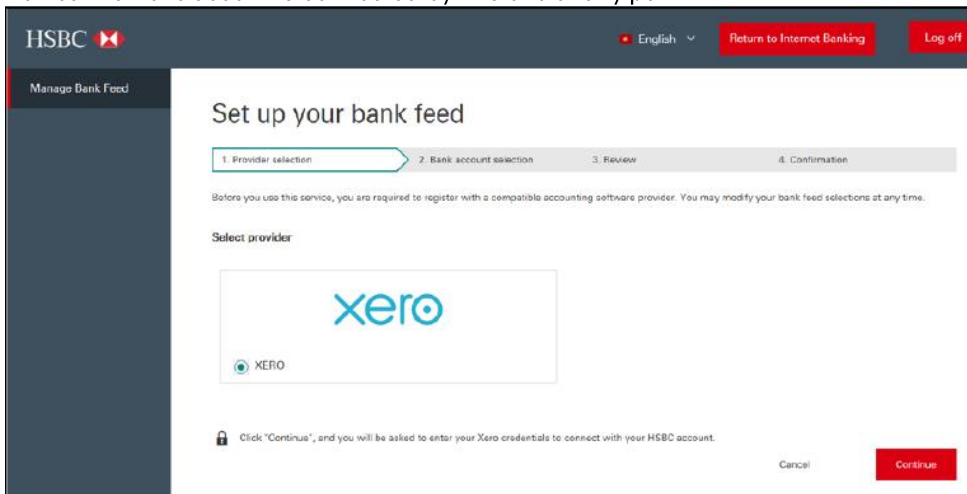 HSBC
English
Return to Internet Banking
Log off
Manage Bank Feed
Set up your bank feed
1. Provider selection
2. Bank account selection
3. Review
4. Confirmation
Before you use this service, you are required to register with a compatible accounting software provider. You may modify your bank feed selections at any time.
Select provider
xero
XERO
Click "Continue", and you will be asked to enter your Xero credentials to connect with your HSBC account.
Cancel
Continue